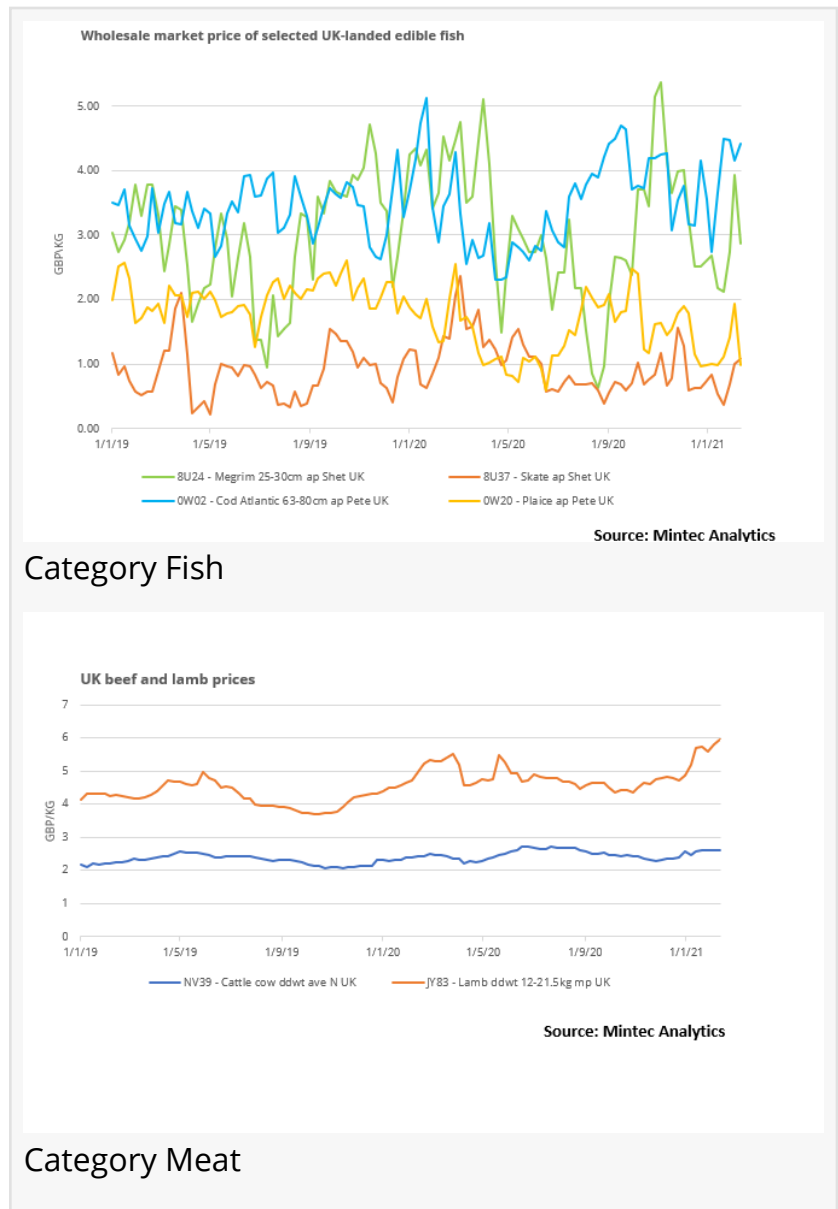 Wholesale market price of selected UK-landed edible fish
5.00
4.00
3.00
2.00
1.00
0.00
GBP\KG
1/1/19 1/5/19 1/9/19 1/1/20 1/5/20 1/9/20 1/1/21
8U24 - Megrim 25-30cm ap Shet UK 8U37 - Skate ap Shet UK
0W02 - Cod Atlantic 63-80cm ap Pete UK 0W20 - Plaice ap Pete UK
Source: Mintec Analytics
Category Fish
UK beef and lamb prices
7
6
5
4
3
2
1
0
GBP/KG
1/1/19 1/5/19 1/9/19 1/1/20 1/5/20 1/9/20 1/1/21
NV39 - Cattle cow ddwt ave N UK JY83 - Lamb ddwt 12-21.5kg mp UK
Source: Mintec Analytics
Category Meat